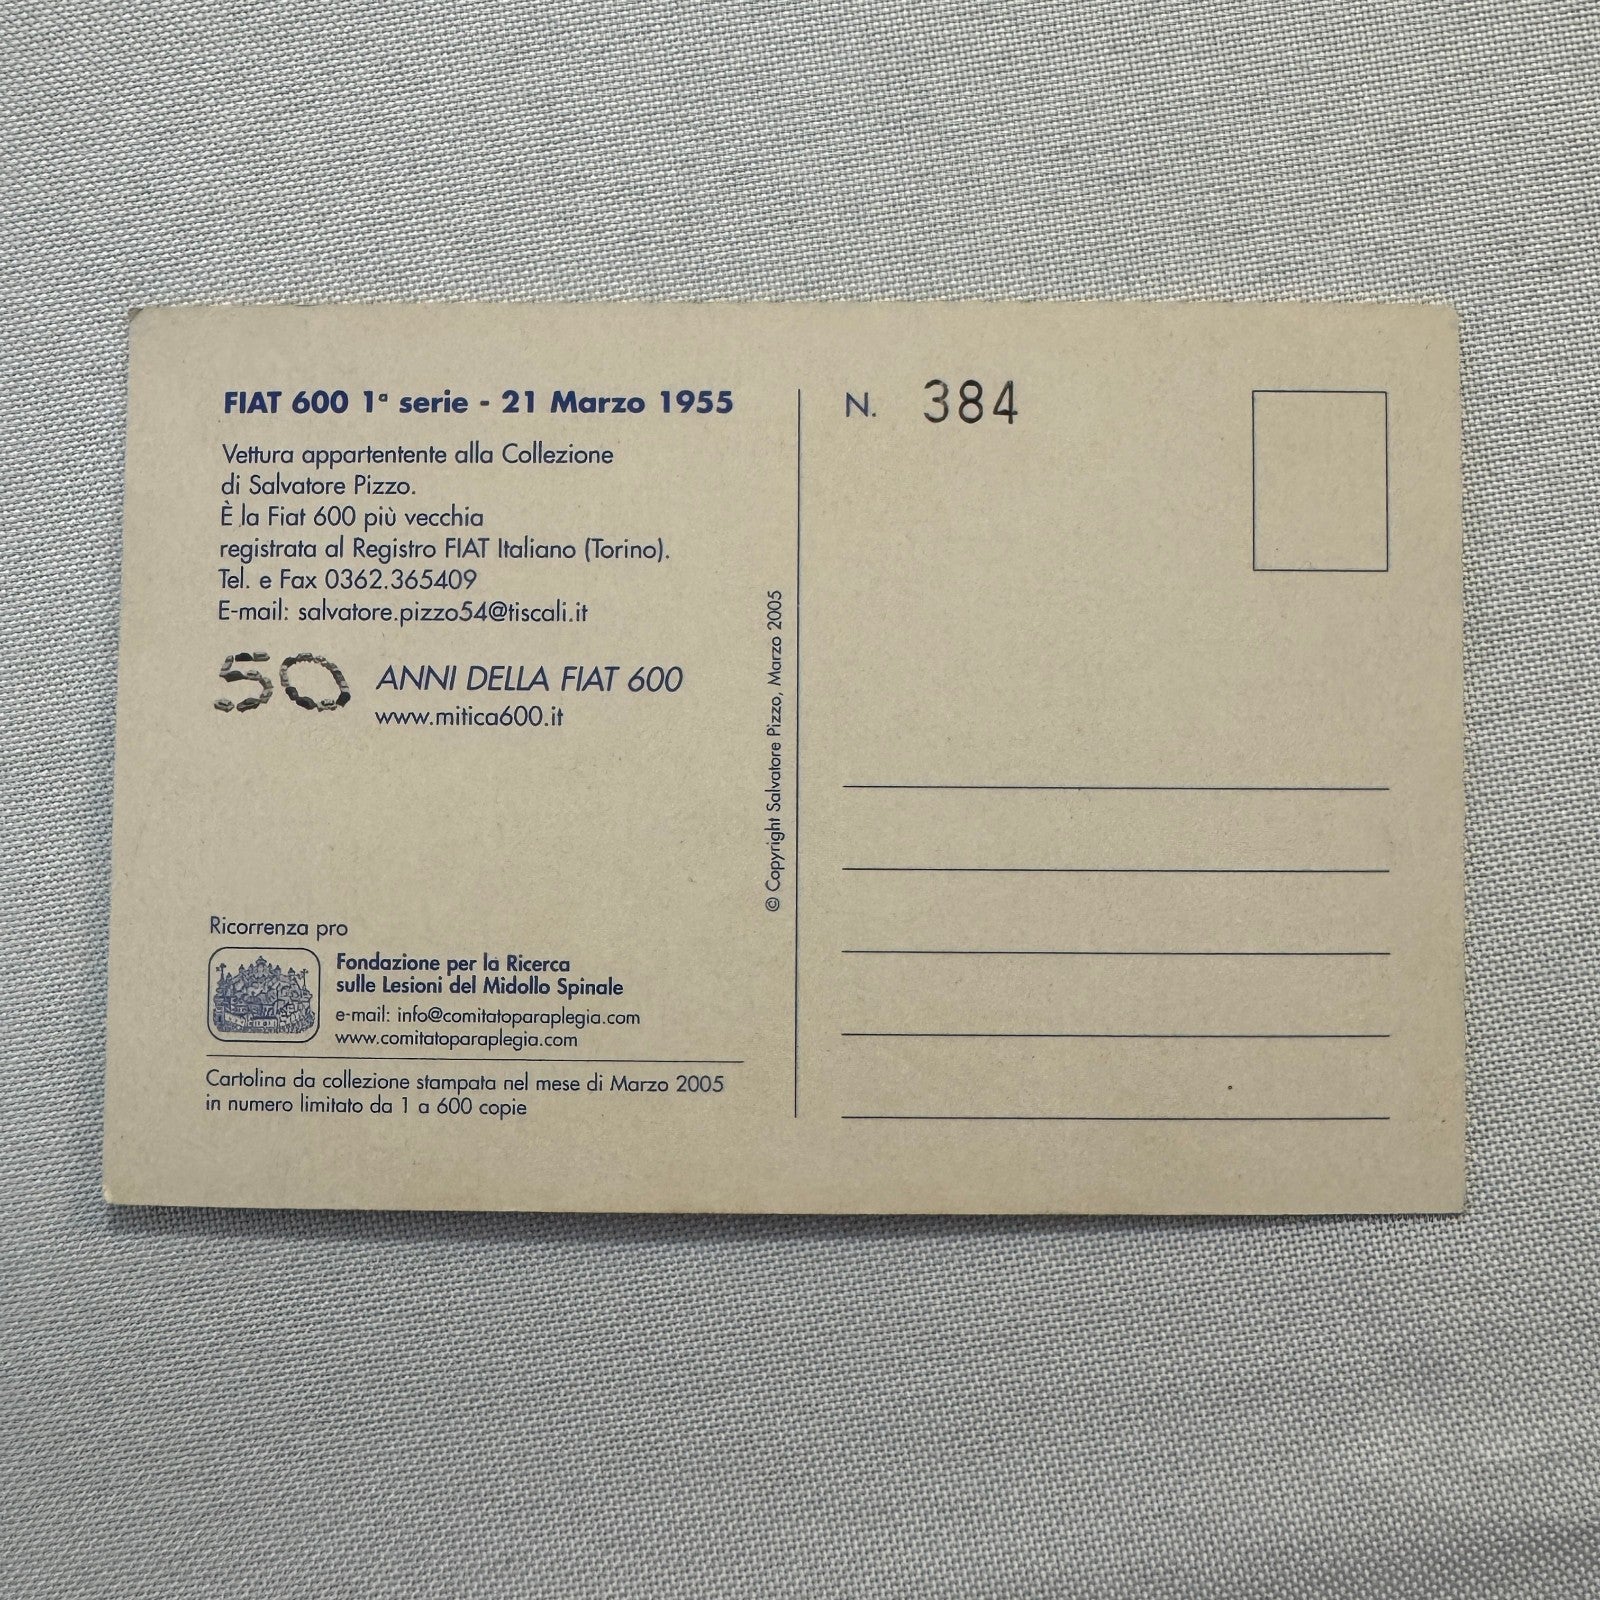 FIAT 600 1ª serie - 21 Marzo 1955
Vettura appartentente alla Collezione
di Salvatore Pizzo.
È la Fiat 600 più vecchia
registrata al Registro FIAT Italiano (Torino).
Tel. e Fax 0362.365409
E-mail: salvatore.pizzo54@tiscali.it
50 ANNI DELLA FIAT 600
www.mitica600.it
Ricorrenza pro
Fondazione per la Ricerca
sulle Lesioni del Midollo Spinale
e-mail: info@comitatoparaplegia.com
www.comitatoparaplegia.com
Cartolina da collezione stampata nel mese di Marzo 2005
in numero limitato da 1 a 600 copie
© Copyright Salvatore Pizzo, Marzo 2005
N. 384